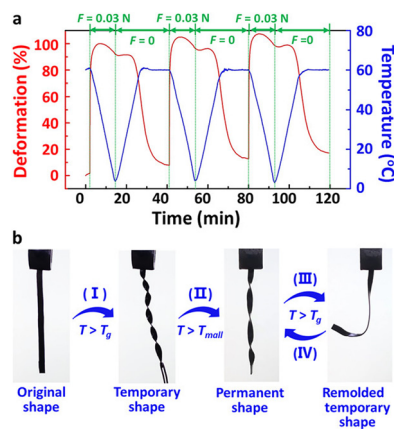 a
F = 0.03 N F = 0.03 N F = 0.03 N
F = 0 F = 0 F =0
Deformation (%)
100
80
60
40
20
0
80
60
40
20
0
Temperature (ºC)
0 20 40 60 80 100 120
Time (min)
b
(I) (II) (III)
T > Tg T > Tmall T > Tg
(IV)
Original shape
Temporary shape
Permanent shape
Remolded temporary shape